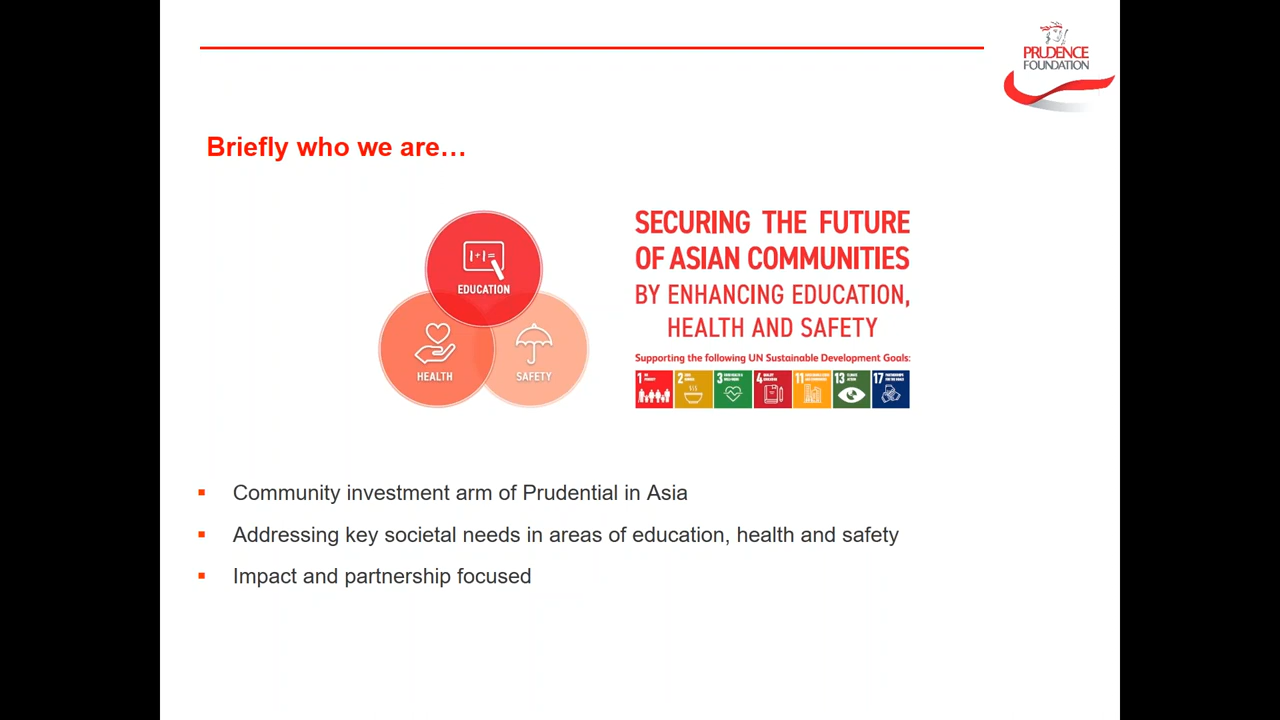 PRUDENCE
FOUNDATION
Briefly who we are…
1+1=
EDUCATION
HEALTH
SAFETY
SECURING THE FUTURE
OF ASIAN COMMUNITIES
BY ENHANCING EDUCATION,
HEALTH AND SAFETY
Supporting the following UN Sustainable Development Goals:
1 2 3 4 11 13 17
▪ Community investment arm of Prudential in Asia
▪ Addressing key societal needs in areas of education, health and safety
▪ Impact and partnership focused